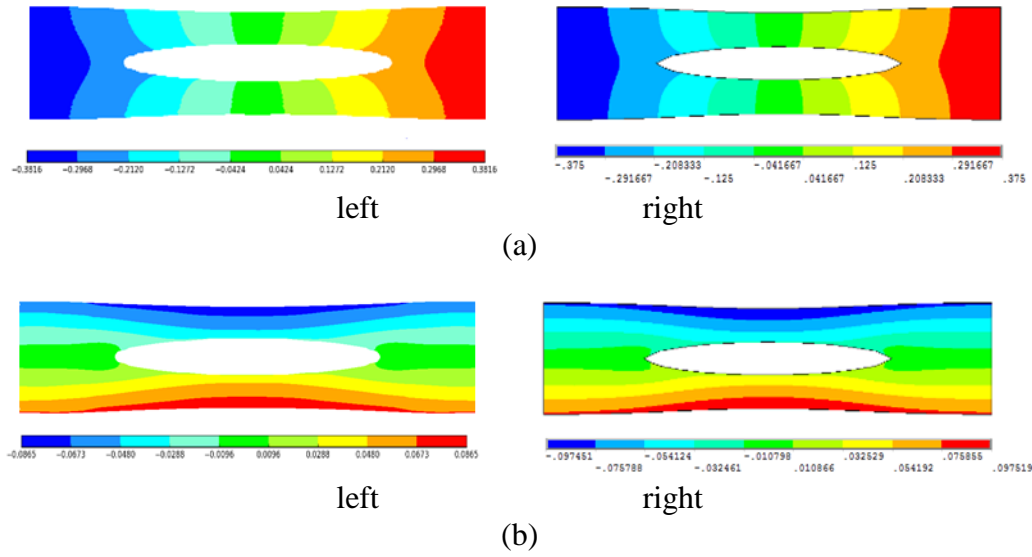 -0.3816 -0.2968 -0.2120 -0.1272 -0.0424 0.0424 0.1272 0.2120 0.2968 0.3816
-.375 -.208333 -.041667 .125 .291667
-.291667 -.125 .041667 .208333 .375
left right
(a)
-0.0865 -0.0673 -0.0480 -0.0288 -0.0096 0.0096 0.0288 0.0480 0.0673 0.0865
-.097451 -.054124 -.010798 .032529 .075855
-.075788 -.032461 .010866 .054192 .097519
left right
(b)